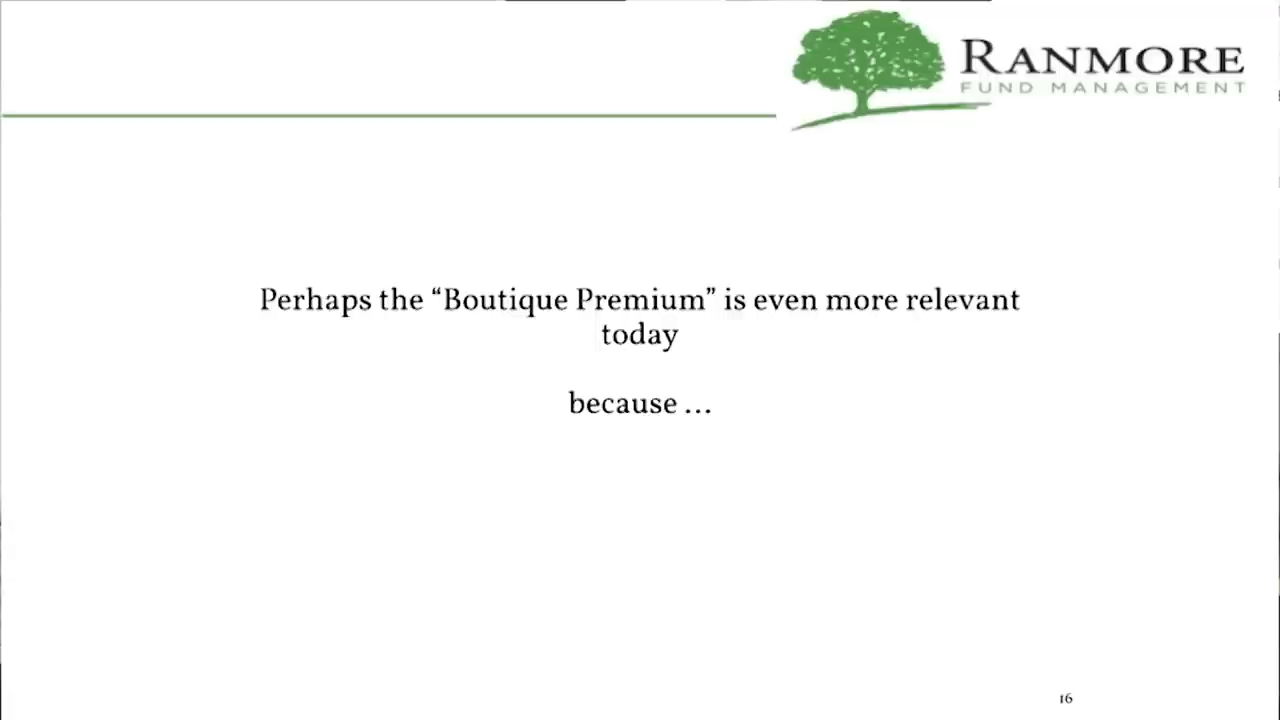 RANMORE
FUND MANAGEMENT
Perhaps the “Boutique Premium” is even more relevant
today
because …
16